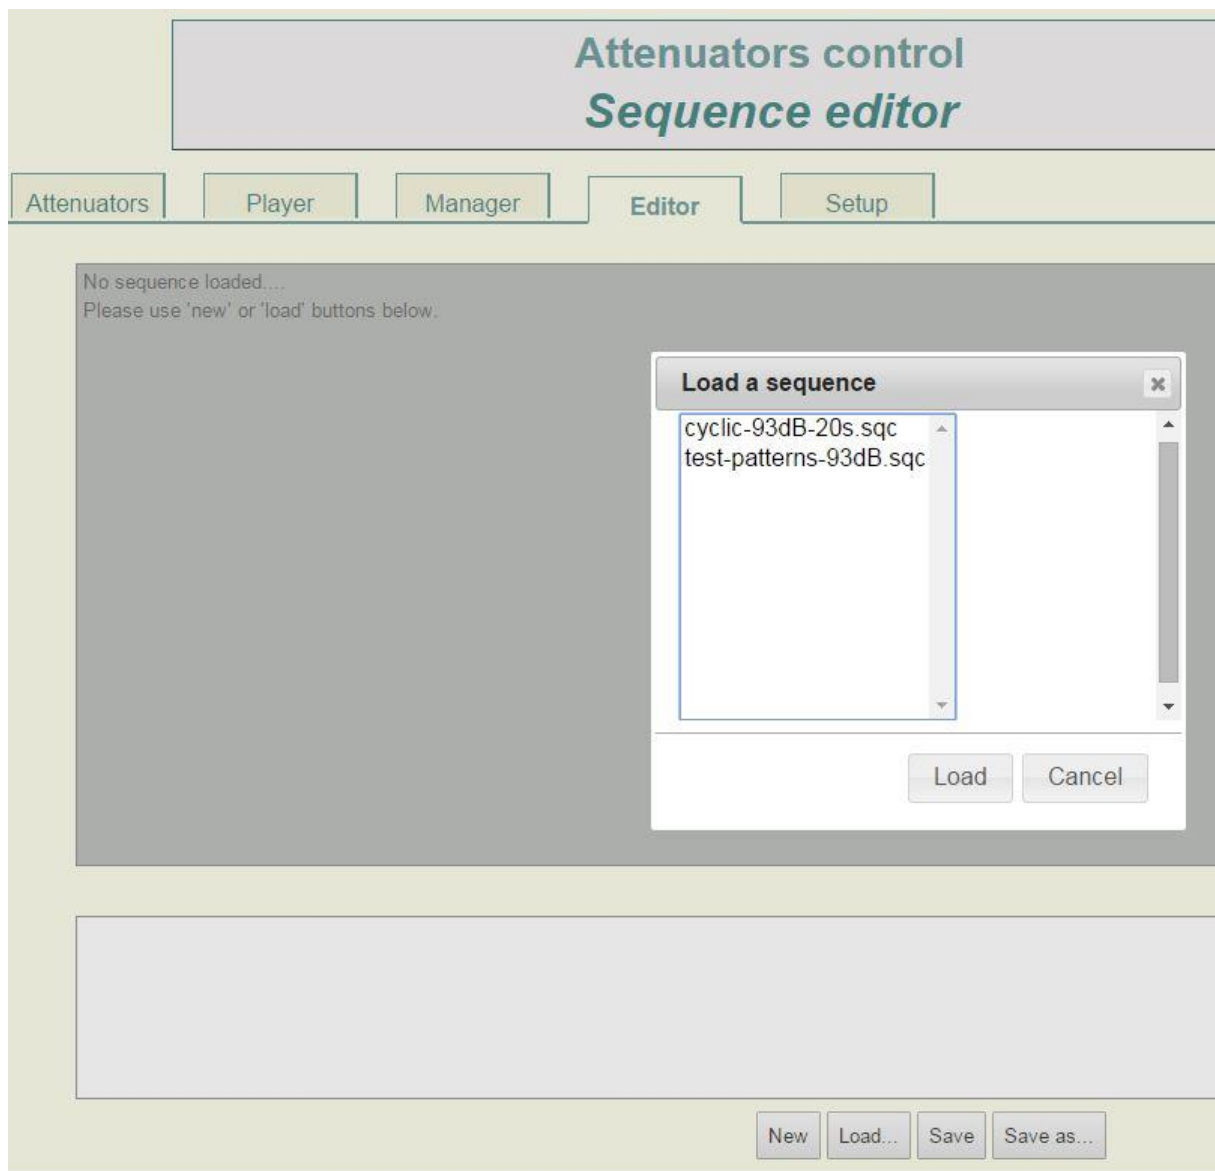 Attenuators control
Sequence editor
Attenuators Player Manager Editor Setup
No sequence loaded....
Please use 'new' or 'load' buttons below.
Load a sequence
cyclic-93dB-20s.sqc
test-patterns-93dB.sqc
Load Cancel
New Load... Save Save as...